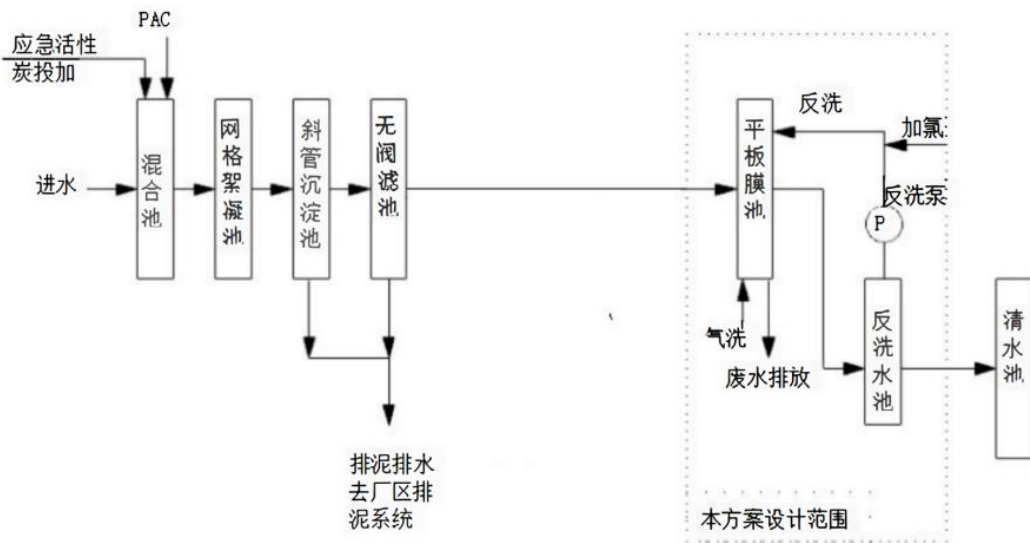 PAC
应急活性
炭投加
进水
混合池
网格絮凝池
斜管沉淀池
无阀滤池
排泥排水
去厂区排
泥系统
平板膜池
反洗
加氯
反洗泵
P
气洗
废水排放
反洗水池
清水池
本方案设计范围